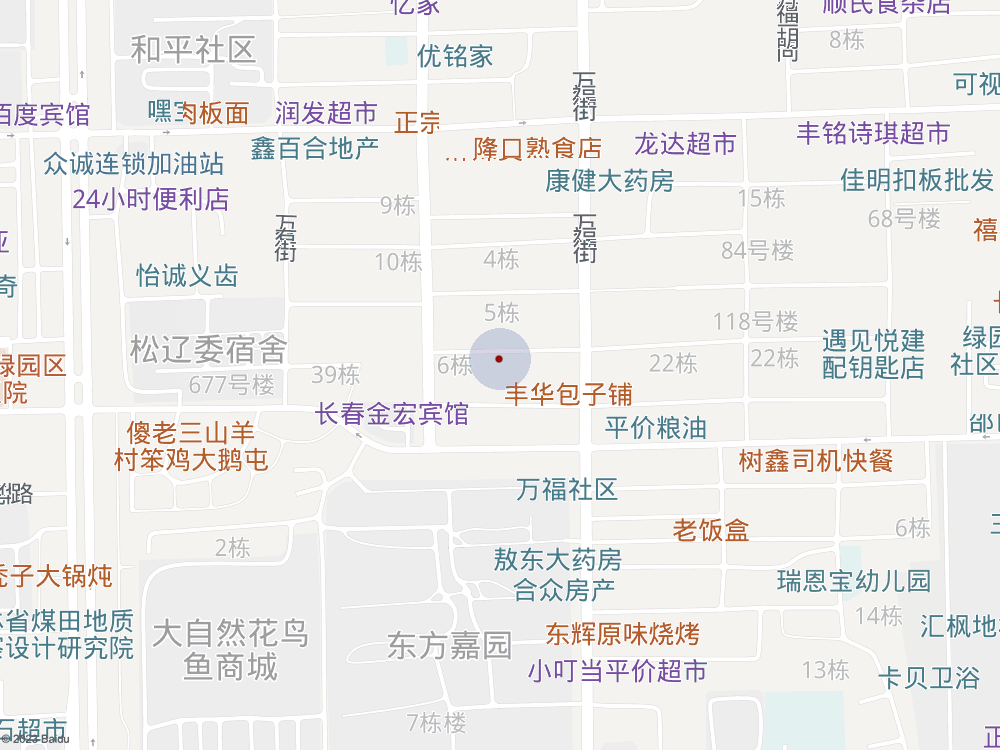 忆家
顺民食杂店
和平社区
优铭家
8栋
可视
百度宾馆
肉板面
润发超市
正宗
丰铭诗琪超市
鑫百合地产
隆口熟食店
龙达超市
众诚连锁加油站
康健大药房
佳明扣板批发
24小时便利店
9栋
15栋
68号楼
万福街
禧
亚
84号楼
10栋
4栋
怡诚义齿
奇
5栋
118号楼
松辽委宿舍
遇见悦建
配钥匙店
绿园
社区
绿园区
院
6栋
22栋
22栋
39栋
677号楼
丰华包子铺
长春金宏宾馆
平价粮油
傻老三山羊
村笨鸡大鹅屯
树鑫司机快餐
万福社区
路
老饭盒
6栋
2栋
敖东大药房
合众房产
秃子大锅炖
瑞恩宝幼儿园
14栋
省煤田地质
设计研究院
大自然花鸟
鱼商城
东方嘉园
东辉原味烧烤
汇枫地
小叮当平价超市
13栋
卡贝卫浴
7栋楼
石超市
正
© 2023 Baidu